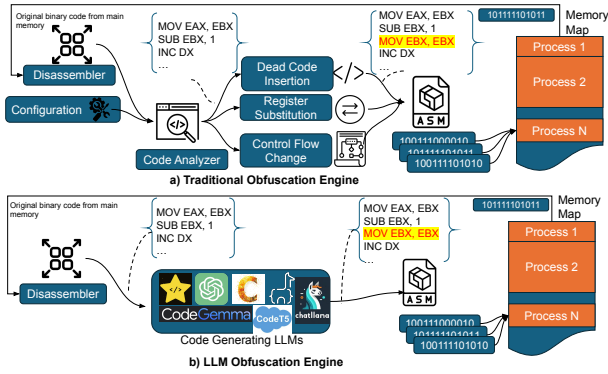 Original binary code from main
memory
Disassembler
Configuration
MOV EAX, EBX
SUB EBX, 1
INC DX
...
Code Analyzer
Dead Code
Insertion
</>
Register
Substitution
Control Flow
Change
MOV EAX, EBX
SUB EBX, 1
MOV EBX, EBX
INC DX
...
ASM
101111101011
Memory
Map
Process 1
Process 2
Process N
100111000010
101111101011
100111101010
a) Traditional Obfuscation Engine
Original binary code from main
memory
Disassembler
MOV EAX, EBX
SUB EBX, 1
INC DX
...
CodeGemma
CodeT5
chatllana
Code Generating LLMs
MOV EAX, EBX
SUB EBX, 1
MOV EBX, EBX
INC DX
...
ASM
101111101011
Memory
Map
Process 1
Process 2
Process N
100111000010
101111101011
100111101010
b) LLM Obfuscation Engine